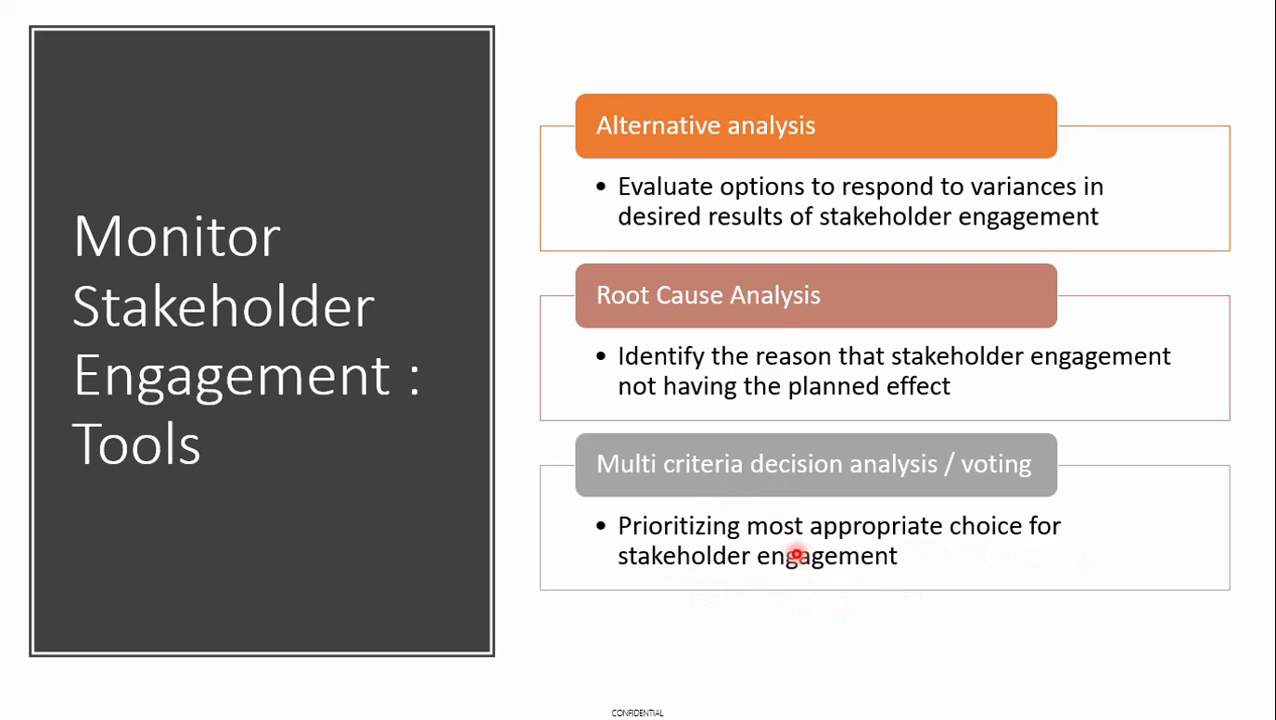 Monitor
Stakeholder
Engagement :
Tools
Alternative analysis
• Evaluate options to respond to variances in
desired results of stakeholder engagement
Root Cause Analysis
• Identify the reason that stakeholder engagement
not having the planned effect
Multi criteria decision analysis / voting
• Prioritizing most appropriate choice for
stakeholder engagement
CONFIDENTIAL